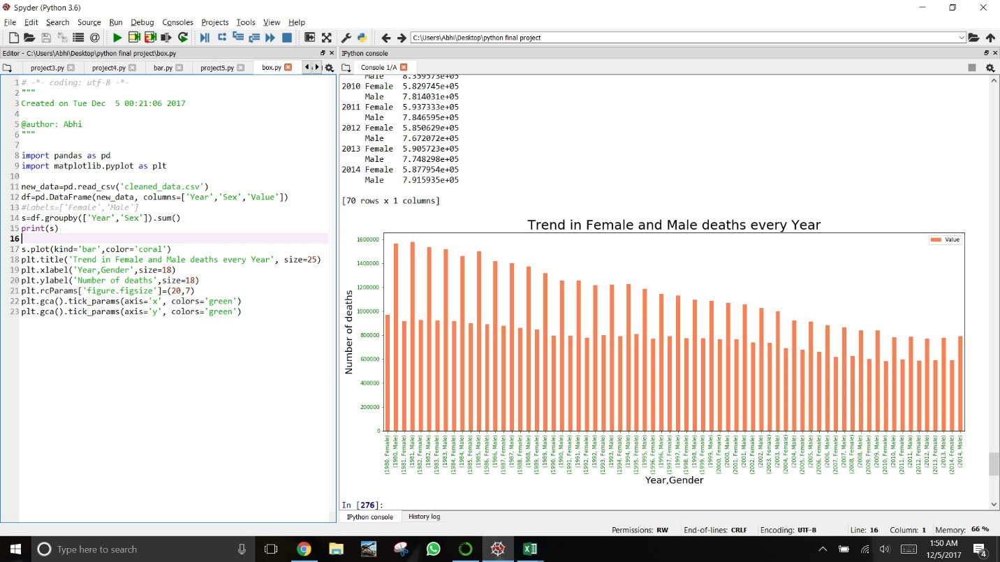 Spyder (Python 3.6)
File Edit Search Source Run Debug Consoles Projects Tools View Help
C:\Users\Abhi\Desktop\python final project
Editor - C:\Users\Abhi\Desktop\python final project\box.py
project3.py project4.py bar.py project5.py box.py
1 # -*- coding: utf-8 -*-
2 """
3 Created on Tue Dec  5 00:21:06 2017
4
5 @author: Abhi
6 """
7
8 import pandas as pd
9 import matplotlib.pyplot as plt
10
11 new_data=pd.read_csv('cleaned_data.csv')
12 df=pd.DataFrame(new_data, columns=['Year','Sex','Value'])
13 #labels=['Female','Male']
14 s=df.groupby(['Year','Sex']).sum()
15 print(s)
16
17 s.plot(kind='bar',color='coral')
18 plt.title('Trend in Female and Male deaths every Year', size=25)
19 plt.xlabel('Year,Gender',size=18)
20 plt.ylabel('Number of deaths',size=18)
21 plt.rcParams['figure.figsize']=(20,7)
22 plt.gca().tick_params(axis='x', colors='green')
23 plt.gca().tick_params(axis='y', colors='green')
IPython console
Console 1/A
Male 8.359573e+05
2010 Female 5.829745e+05
Male 7.814031e+05
2011 Female 5.937333e+05
Male 7.846595e+05
2012 Female 5.850629e+05
Male 7.672072e+05
2013 Female 5.905723e+05
Male 7.748298e+05
2014 Female 5.877954e+05
Male 7.915935e+05
[70 rows x 1 columns]
Trend in Female and Male deaths every Year
Value
Number of deaths
1600000
1400000
1200000
1000000
800000
600000
400000
200000
0
(1980, Female)
(1980, Male)
(1981, Female)
(1981, Male)
(1982, Female)
(1982, Male)
(1983, Female)
(1983, Male)
(1984, Female)
(1984, Male)
(1985, Female)
(1985, Male)
(1986, Female)
(1986, Male)
(1987, Female)
(1987, Male)
(1988, Female)
(1988, Male)
(1989, Female)
(1989, Male)
(1990, Female)
(1990, Male)
(1991, Female)
(1991, Male)
(1992, Female)
(1992, Male)
(1993, Female)
(1993, Male)
(1994, Female)
(1994, Male)
(1995, Female)
(1995, Male)
(1996, Female)
(1996, Male)
(1997, Female)
(1997, Male)
(1998, Female)
(1998, Male)
(1999, Female)
(1999, Male)
(2000, Female)
(2000, Male)
(2001, Female)
(2001, Male)
(2002, Female)
(2002, Male)
(2003, Female)
(2003, Male)
(2004, Female)
(2004, Male)
(2005, Female)
(2005, Male)
(2006, Female)
(2006, Male)
(2007, Female)
(2007, Male)
(2008, Female)
(2008, Male)
(2009, Female)
(2009, Male)
(2010, Female)
(2010, Male)
(2011, Female)
(2011, Male)
(2012, Female)
(2012, Male)
(2013, Female)
(2013, Male)
(2014, Female)
(2014, Male)
Year,Gender
In [276]:
IPython console History log
Permissions: RW End-of-lines: CRLF Encoding: UTF-8 Line: 16 Column: 1 Memory: 66 %
Type here to search
1:50 AM
12/5/2017
4